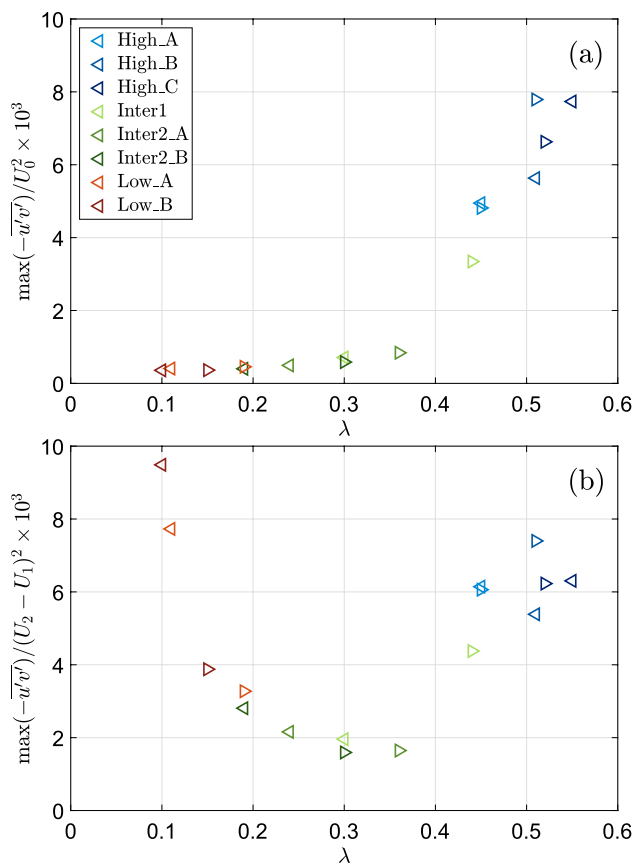 10
8
6
4
2
0
max(−u′v′)/U₀² × 10³
High_A
High_B
High_C
Inter1
Inter2_A
Inter2_B
Low_A
Low_B
(a)
0 0.1 0.2 0.3 0.4 0.5 0.6
λ
10
8
6
4
2
0
max(−u′v′)/(U₂ − U₁)² × 10³
(b)
0 0.1 0.2 0.3 0.4 0.5 0.6
λ